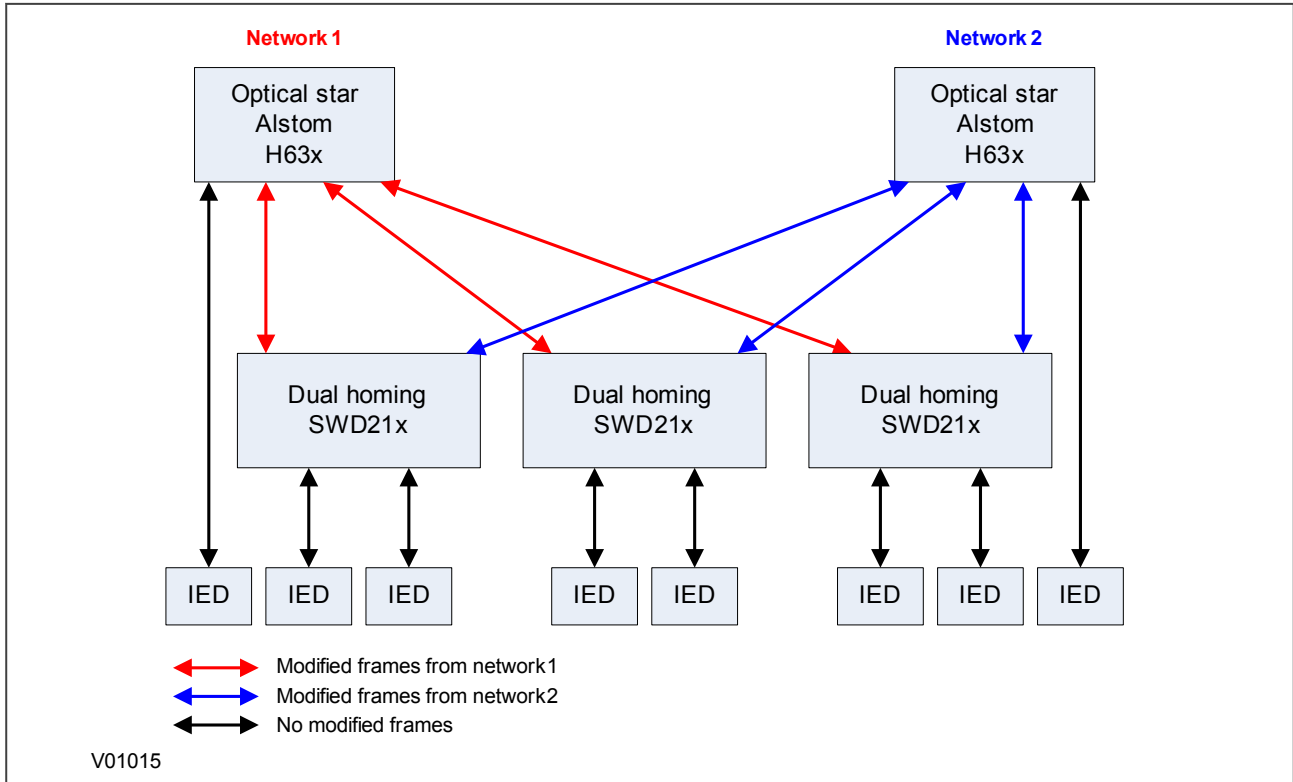 Network 1
Network 2
Optical star
Alstom
H63x
Optical star
Alstom
H63x
Dual homing
SWD21x
Dual homing
SWD21x
Dual homing
SWD21x
IED
IED
IED
IED
IED
IED
IED
IED
Modified frames from network1
Modified frames from network2
No modified frames
V01015